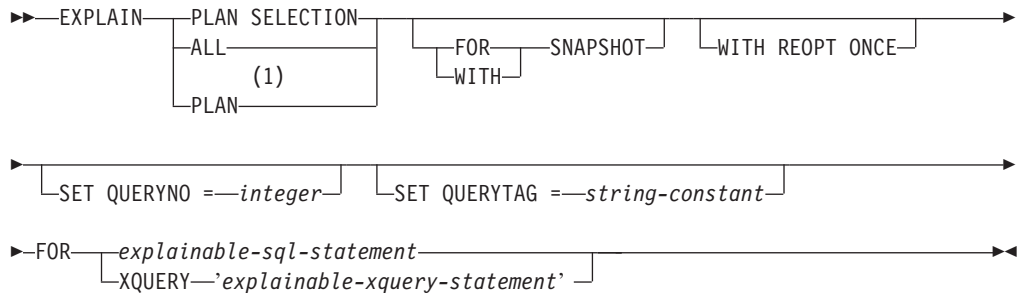 EXPLAIN PLAN SELECTION
ALL FOR SNAPSHOT WITH REOPT ONCE
(1) WITH
PLAN
SET QUERYNO = integer SET QUERYTAG = string-constant
FOR explainable-sql-statement
XQUERY 'explainable-xquery-statement'